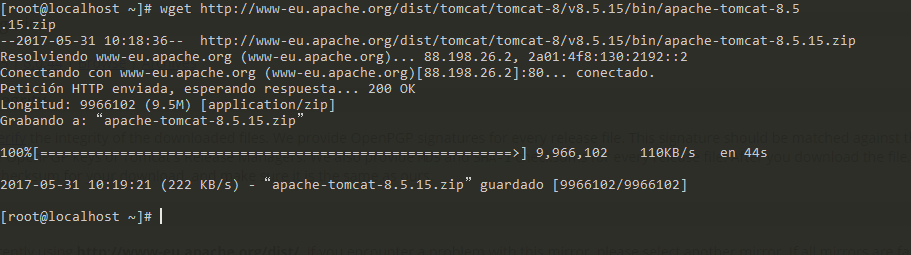 [root@localhost ~]# wget http://www-eu.apache.org/dist/tomcat/tomcat-8/v8.5.15/bin/apache-tomcat-8.5
.15.zip
--2017-05-31 10:18:36--  http://www-eu.apache.org/dist/tomcat/tomcat-8/v8.5.15/bin/apache-tomcat-8.5.15.zip
Resolviendo www-eu.apache.org (www-eu.apache.org)... 88.198.26.2, 2a01:4f8:130:2192::2
Conectando con www-eu.apache.org (www-eu.apache.org)[88.198.26.2]:80... conectado.
Petición HTTP enviada, esperando respuesta... 200 OK
Longitud: 9966102 (9.5M) [application/zip]
Grabando a: “apache-tomcat-8.5.15.zip”
100%[===========================================================>] 9,966,102    110KB/s   en 44s
2017-05-31 10:19:21 (222 KB/s) - “apache-tomcat-8.5.15.zip” guardado [9966102/9966102]
[root@localhost ~]#